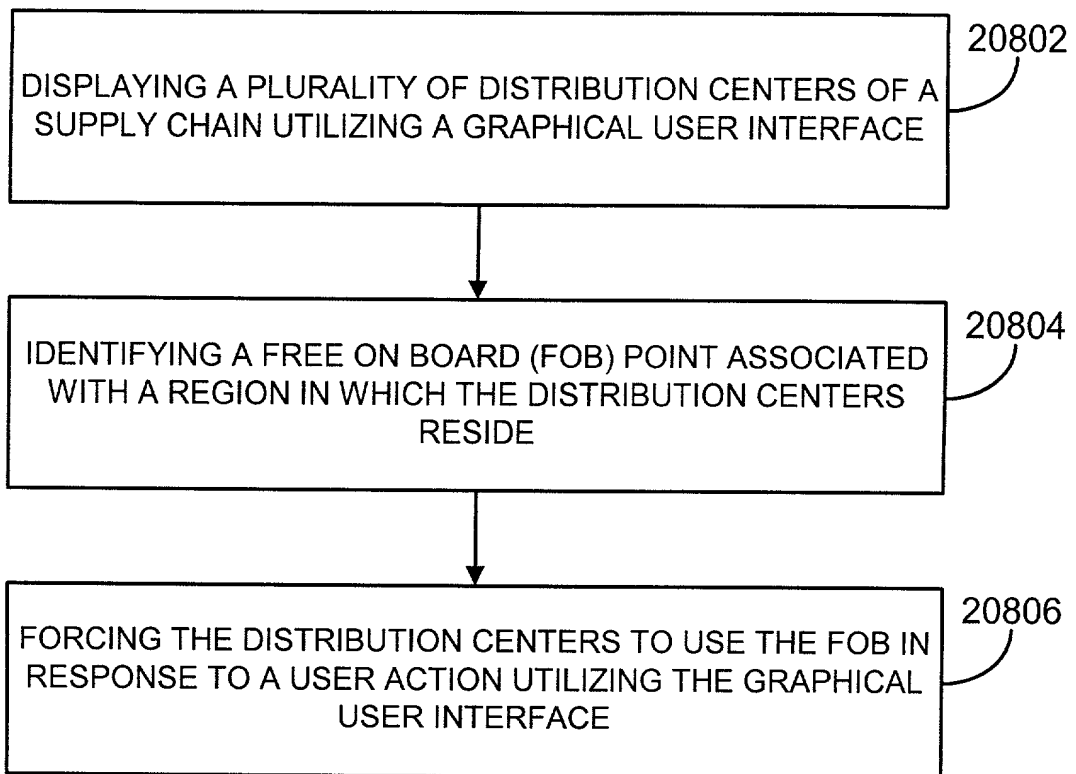 20802
DISPLAYING A PLURALITY OF DISTRIBUTION CENTERS OF A
SUPPLY CHAIN UTILIZING A GRAPHICAL USER INTERFACE
20804
IDENTIFYING A FREE ON BOARD (FOB) POINT ASSOCIATED
WITH A REGION IN WHICH THE DISTRIBUTION CENTERS
RESIDE
20806
FORCING THE DISTRIBUTION CENTERS TO USE THE FOB IN
RESPONSE TO A USER ACTION UTILIZING THE GRAPHICAL
USER INTERFACE